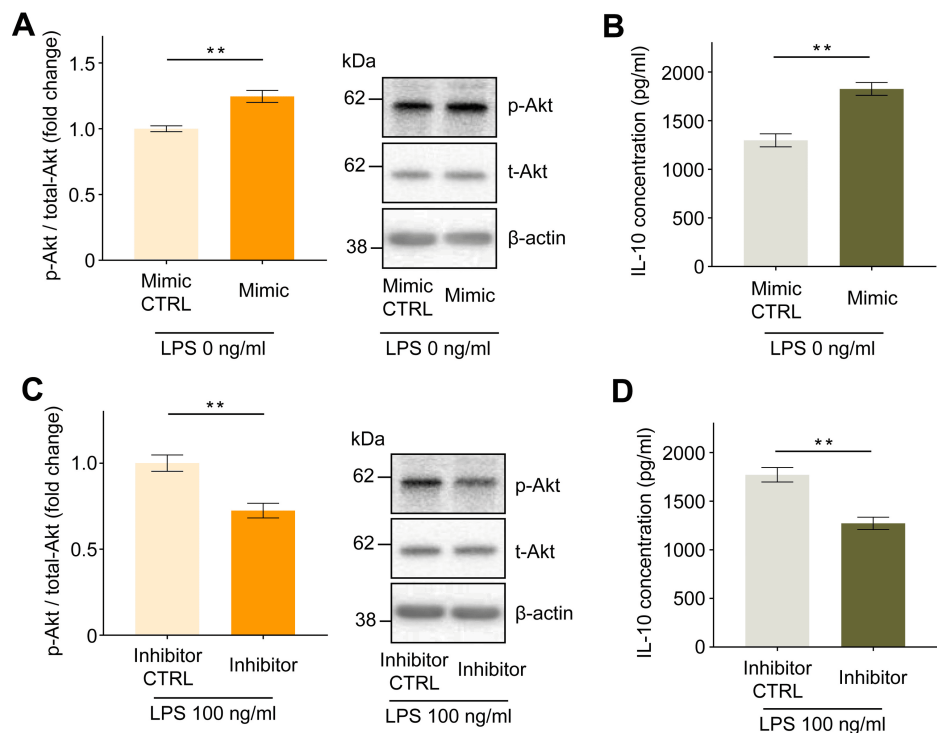 A
p-Akt / total-Akt (fold change)
1.5
1.0
0.5
0
**
Mimic
CTRL
Mimic
LPS 0 ng/ml
kDa
62
62
38
p-Akt
t-Akt
β-actin
Mimic
CTRL
Mimic
LPS 0 ng/ml
B
IL-10 concentration (pg/ml)
2000
1500
1000
500
0
**
Mimic
CTRL
Mimic
LPS 0 ng/ml
C
p-Akt / total-Akt (fold change)
1.0
0.5
0
**
Inhibitor
CTRL
Inhibitor
LPS 100 ng/ml
kDa
62
62
38
p-Akt
t-Akt
β-actin
Inhibitor
CTRL
Inhibitor
LPS 100 ng/ml
D
IL-10 concentration (pg/ml)
2000
1500
1000
500
0
**
Inhibitor
CTRL
Inhibitor
LPS 100 ng/ml